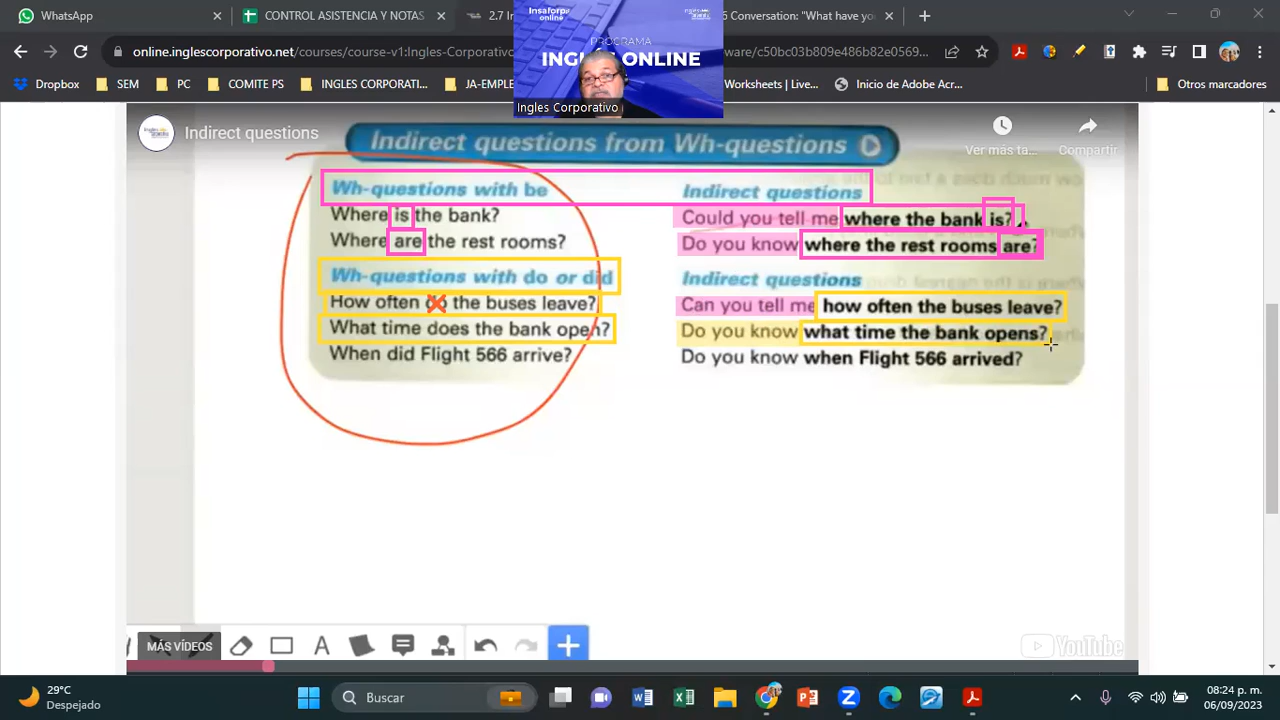 WhatsApp
CONTROL ASISTENCIA Y NOTAS
2.7 I
Insaforp online
PROGRAMA
INGLÉS ONLINE
Ingles Corporativo
6 Conversation: "What have yo
online.inglescorporativo.net/cou
v1:Ingles-Corporativo
ware/c50bc03b809e486b82e0569...
Dropbox
SEM
PC
COMITE PS
INGLES CORPORATI
JA-EMPLE
Worksheets | Live...
Inicio de Adobe Acr...
Otros marcadores
Indirect questions
Ver más ta...
Compartir
Indirect questions from Wh-questions
Wh-questions with be
Where is the bank?
Where are the rest rooms?
Wh-questions with do or did
How often do the buses leave?
What time does the bank open?
When did Flight 566 arrive?
Indirect questions
Could you tell me where the bank is?
Do you know where the rest rooms are?
Indirect questions
Can you tell me how often the buses leave?
Do you know what time the bank opens?
Do you know when Flight 566 arrived?
MÁS VÍDEOS
YouTube
29°C
Despejado
Buscar
08:24 p. m.
06/09/2023